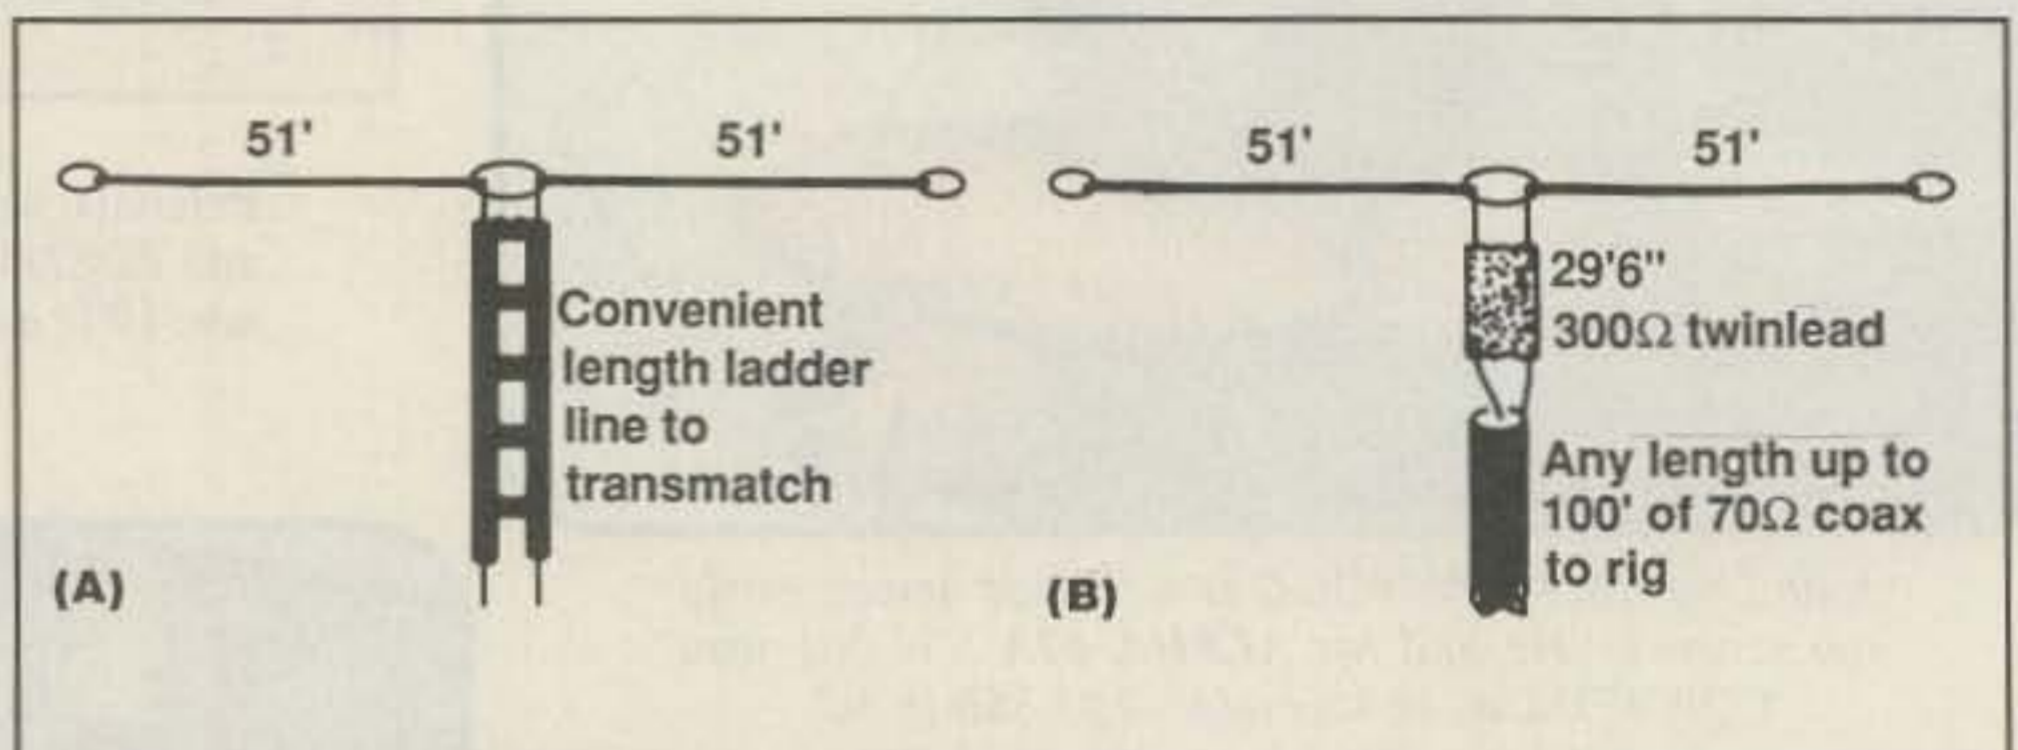 51'
51'
Convenient
length ladder
line to
transmatch
(A)
51'
51'
29'6"
300Ω twinlead
Any length up to
100' of 70Ω coax
to rig
(B)